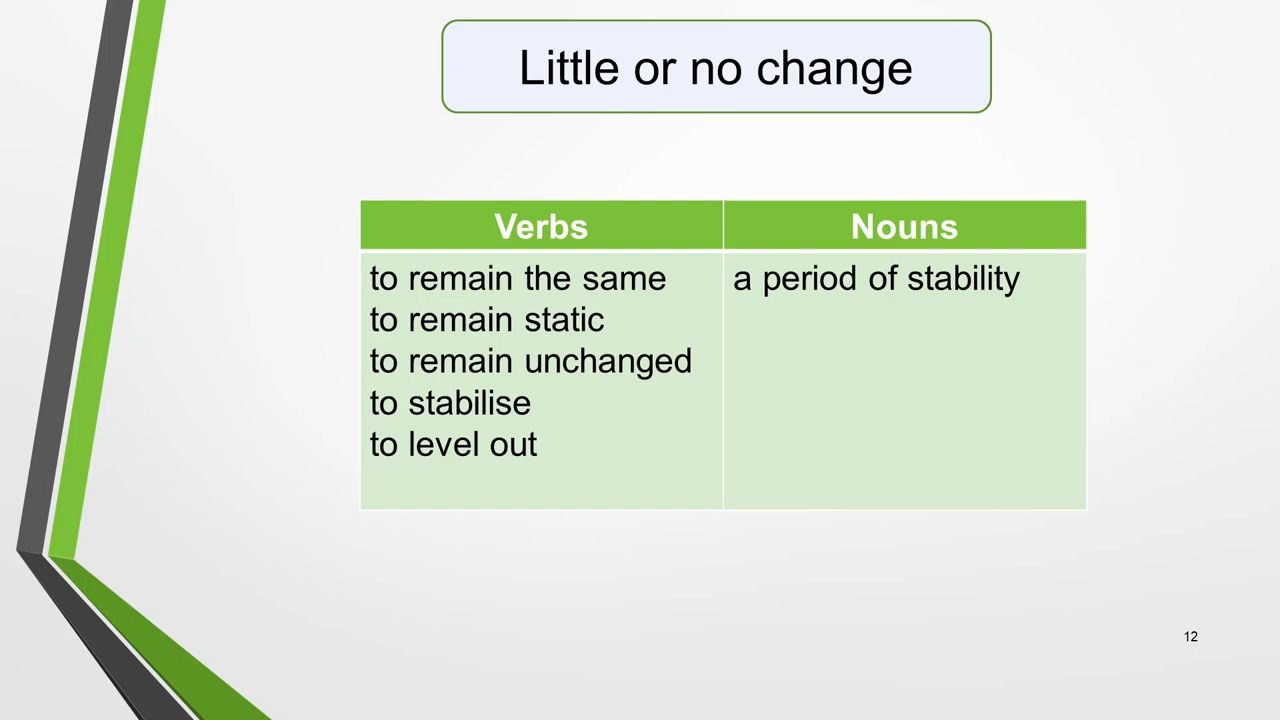 Little or no change
Verbs
Nouns
to remain the same
to remain static
to remain unchanged
to stabilise
to level out
a period of stability
12